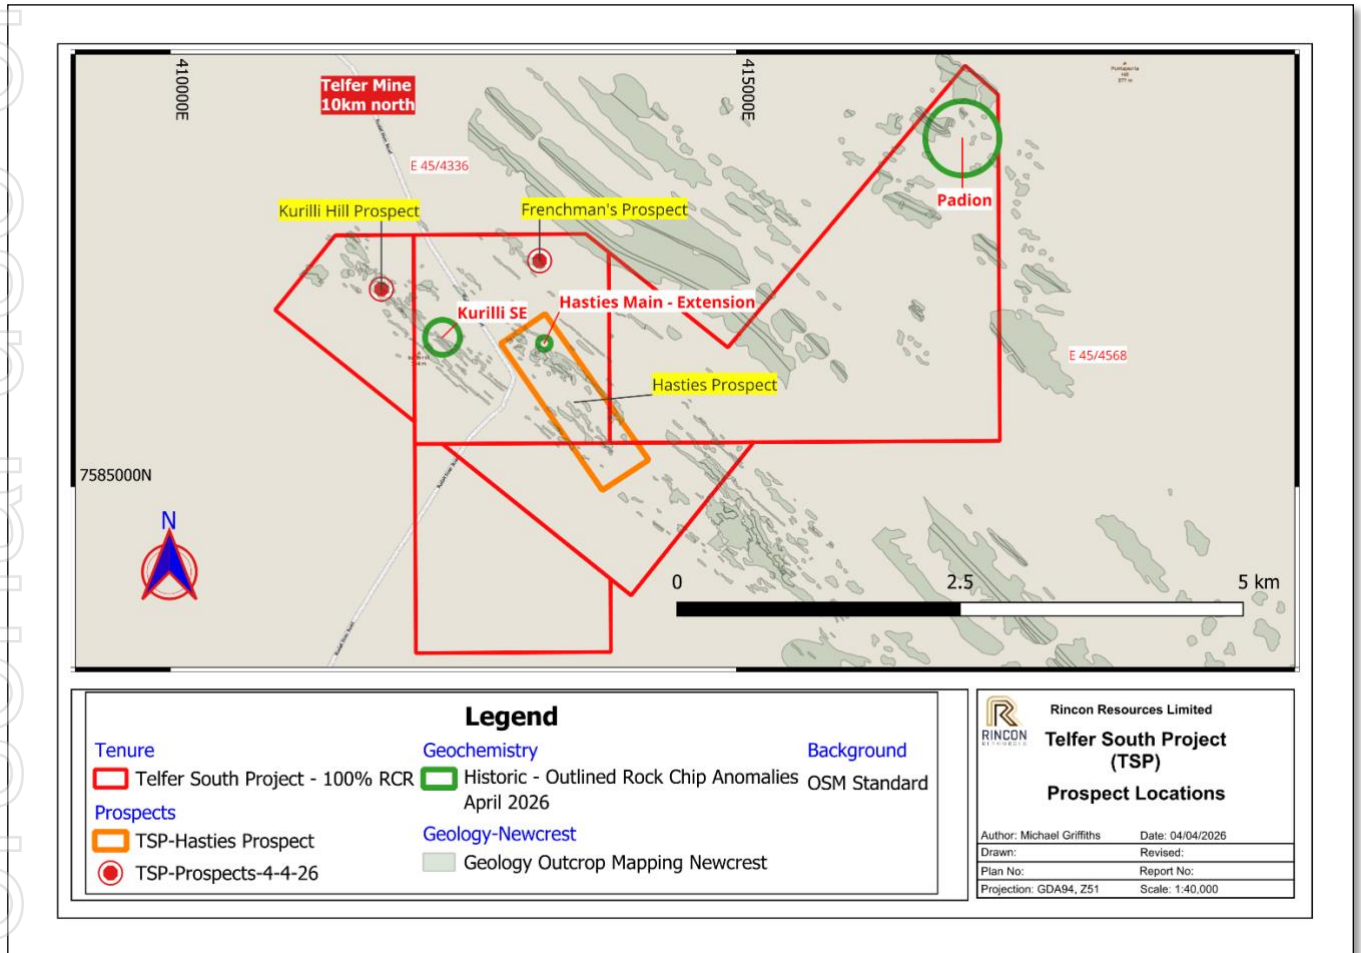 410000E
415000E
Telfer Mine
10km north
E 45/4336
Padion
Kurilli Hill Prospect
Frenchman's Prospect
Hasties Main - Extension
Kurilli SE
E 45/4568
Hasties Prospect
7585000N
N
0
2.5
5 km
Legend
Tenure
Telfer South Project - 100% RCR
Prospects
TSP-Hasties Prospect
TSP-Prospects-4-4-26
Geochemistry
Historic - Outlined Rock Chip Anomalies
April 2026
Geology-Newcrest
Geology Outcrop Mapping Newcrest
Background
OSM Standard
RINCON
RESOURCES
Rincon Resources Limited
Telfer South Project
(TSP)
Prospect Locations
Author: Michael Griffiths
Date: 04/04/2026
Drawn:
Revised:
Plan No:
Report No:
Projection: GDA94, Z51
Scale: 1:40,000